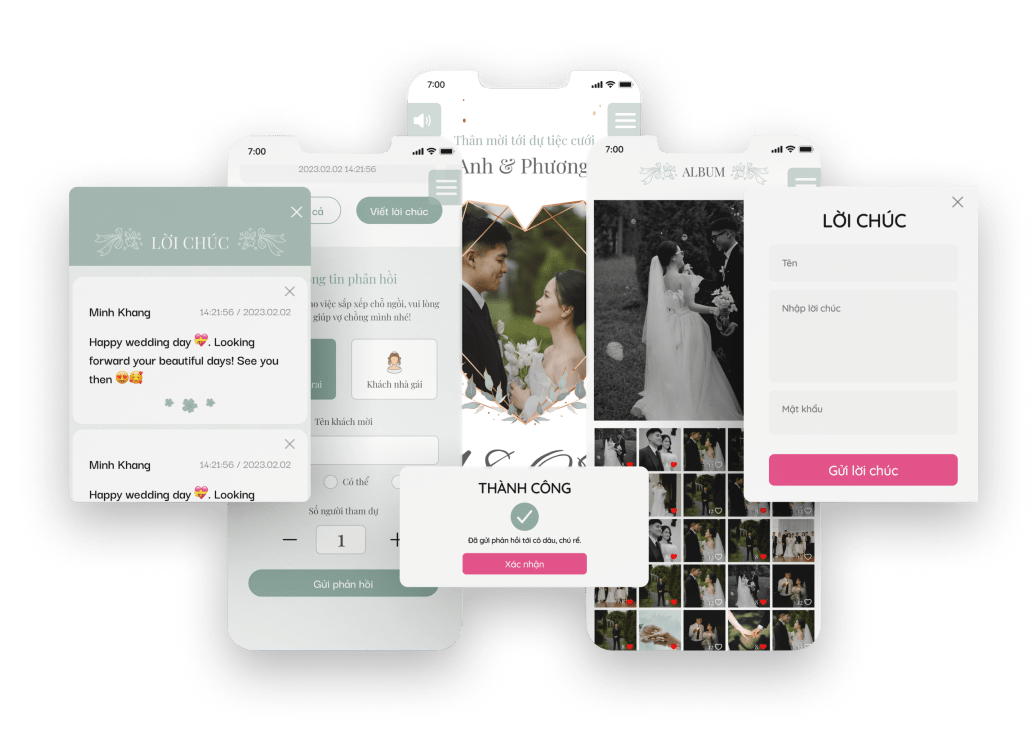 7:00
Thân mời tới dự tiệc cưới
Anh & Phương
7:00
2023.02.02 14:21:56
cả
Viết lời chúc
tin phản hồi
việc sắp xếp chỗ ngồi, vui lòng
giúp vợ chồng mình nhé!
Khách nhà gái
Tên khách mời
Có thể
Số người tham dự
1
Gửi phản hồi
7:00
ALBUM
LỜI CHÚC
Minh Khang
14:21:56 / 2023.02.02
Happy wedding day 💝. Looking
forward your beautiful days! See you
then 😍🥰
Minh Khang
14:21:56 / 2023.02.02
Happy wedding day 💝. Looking
THÀNH CÔNG
Đã gửi phản hồi tới cô dâu, chú rể.
Xác nhận
LỜI CHÚC
Tên
Nhập lời chúc
Mật khẩu
Gửi lời chúc